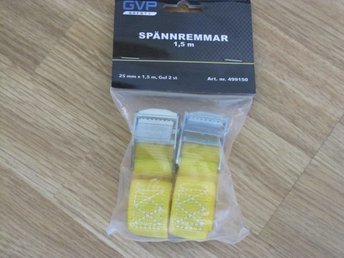 GVP
SPÄNNREMMAR
1,5 m
25 mm x 1,5 m, Gul 2 st
Art. nr. 499150